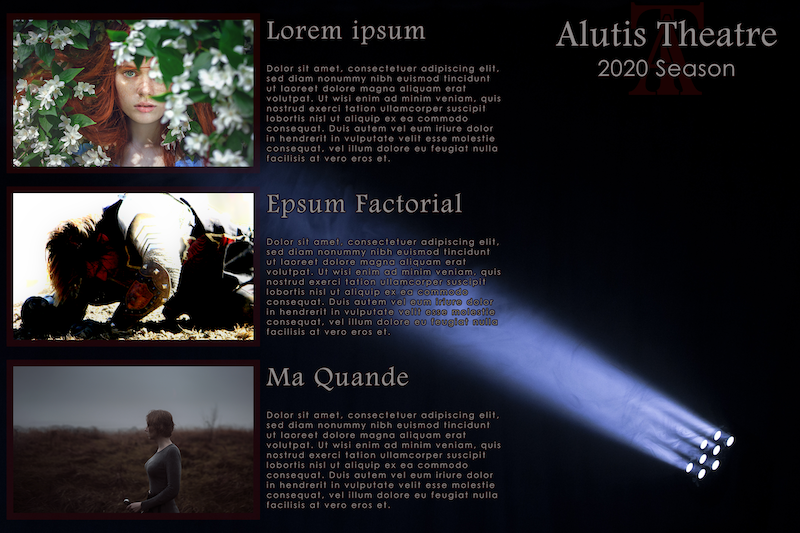 Lorem ipsum
Dolor sit amet, consectetuer adipiscing elit,
sed diam nonummy nibh euismod tincidunt
ut laoreet dolore magna aliquam erat
volutpat. Ut wisi enim ad minim veniam, quis
nostrud exerci tation ullamcorper suscipit
lobortis nisl ut aliquip ex ea commodo
consequat. Duis autem vel eum iriure dolor
in hendrerit in vulputate velit esse molestie
consequat, vel illum dolore eu feugiat nulla
facilisis at vero eros et.
Epsum Factorial
Dolor sit amet, consectetuer adipiscing elit,
sed diam nonummy nibh euismod tincidunt
ut laoreet dolore magna aliquam erat
volutpat. Ut wisi enim ad minim veniam, quis
nostrud exerci tation ullamcorper suscipit
lobortis nisl ut aliquip ex ea commodo
consequat. Duis autem vel eum iriure dolor
in hendrerit in vulputate velit esse molestie
consequat, vel illum dolore eu feugiat nulla
facilisis at vero eros et.
Ma Quande
Dolor sit amet, consectetuer adipiscing elit,
sed diam nonummy nibh euismod tincidunt
ut laoreet dolore magna aliquam erat
volutpat. Ut wisi enim ad minim veniam, quis
nostrud exerci tation ullamcorper suscipit
lobortis nisl ut aliquip ex ea commodo
consequat. Duis autem vel eum iriure dolor
in hendrerit in vulputate velit esse molestie
consequat, vel illum dolore eu feugiat nulla
facilisis at vero eros et.
Alutis Theatre
2020 Season